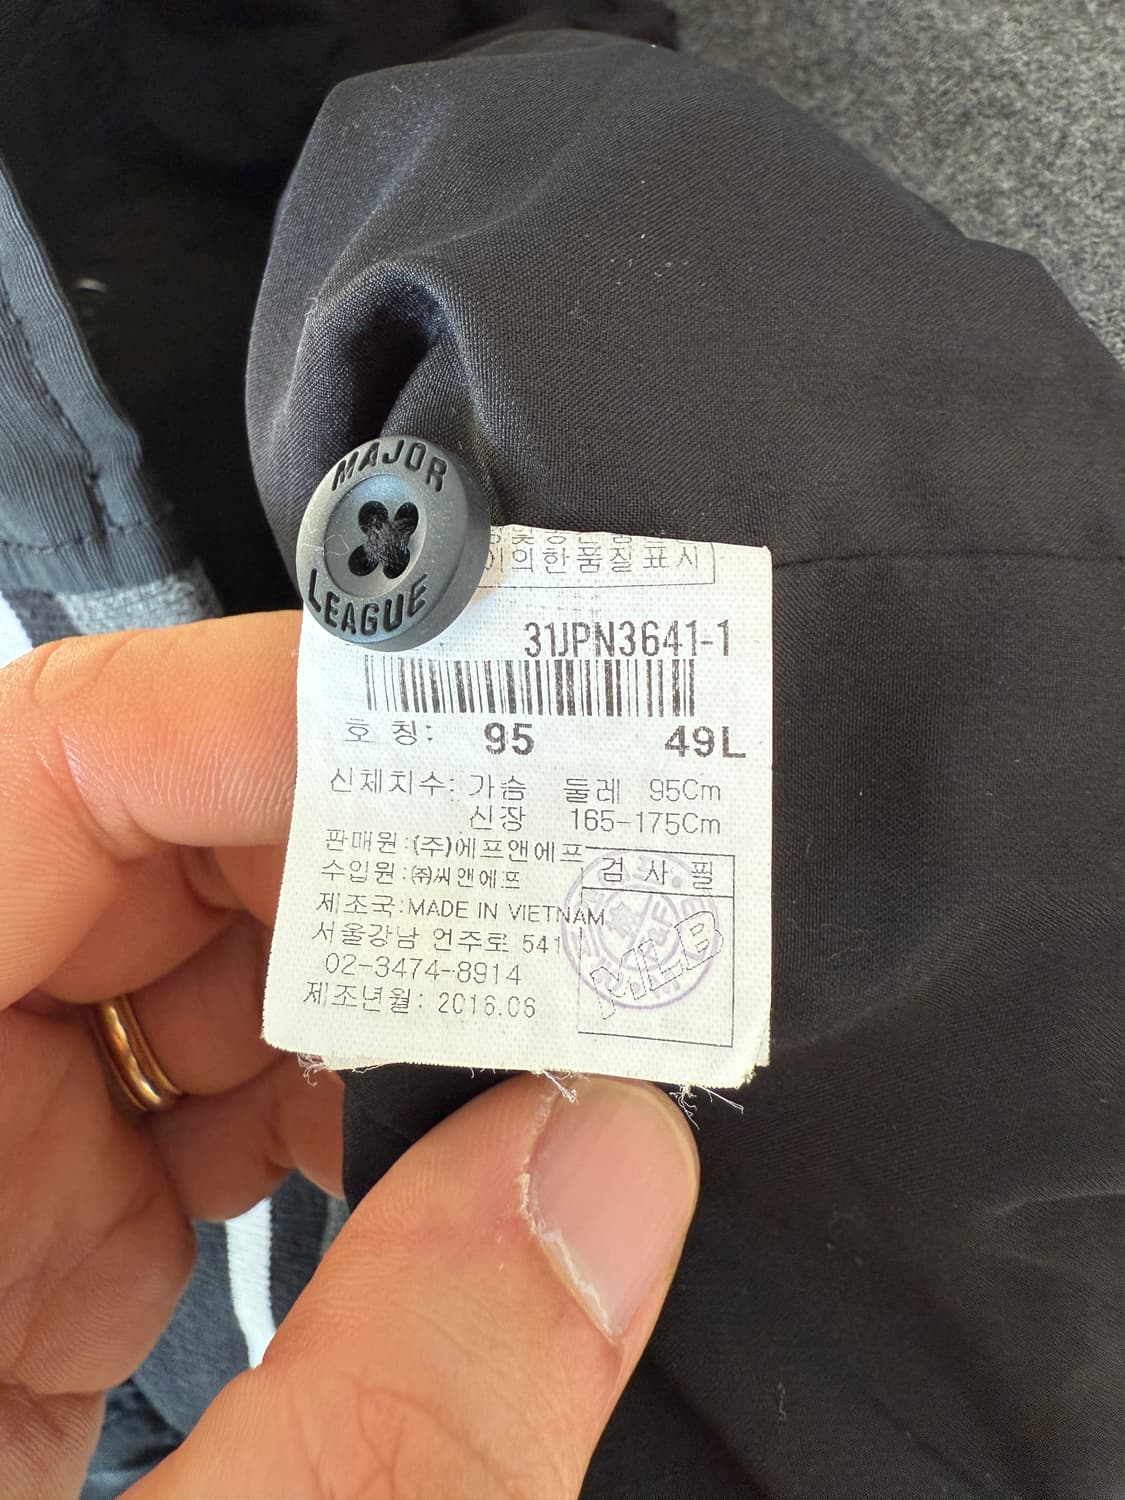 MAJOR
LEAGUE
의한품질표시
31JPN3641-1
호 칭: 95 49L
신체치수: 가슴 둘레 95Cm
신장 165-175Cm
판매원:(주)에프앤에프
수입원:㈜씨앤에프
검 사 필
제조국:MADE IN VIETNAM
서울강남 언주로 541
02-3474-8914
제조년월: 2016.06
MLB